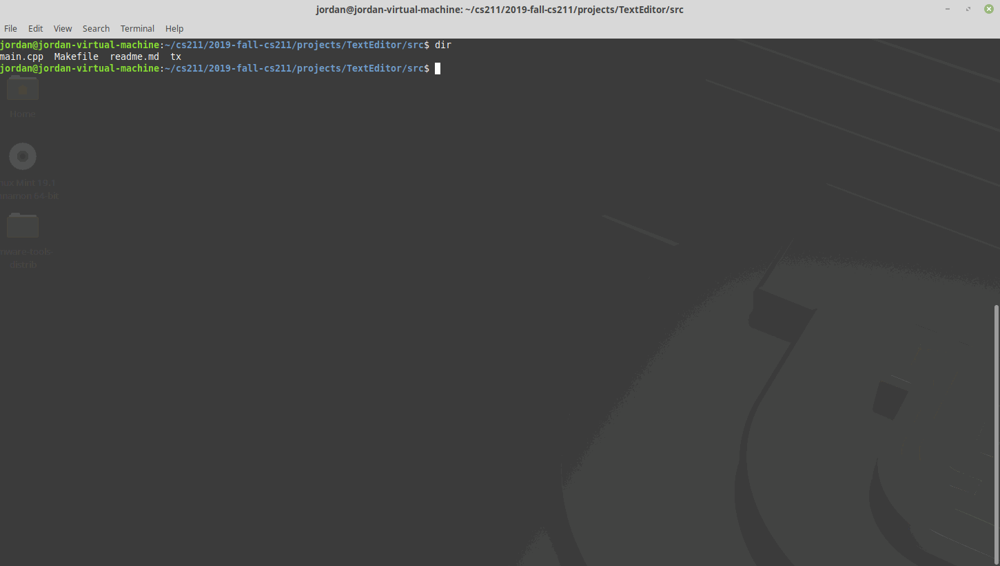 jordan@jordan-virtual-machine: ~/cs211/2019-fall-cs211/projects/TextEditor/src
File Edit View Search Terminal Help
jordan@jordan-virtual-machine:~/cs211/2019-fall-cs211/projects/TextEditor/src$ dir
main.cpp Makefile readme.md tx
jordan@jordan-virtual-machine:~/cs211/2019-fall-cs211/projects/TextEditor/src$
Home
nux Mint 19.1
namon 64-bit
ware-tools-
distrib